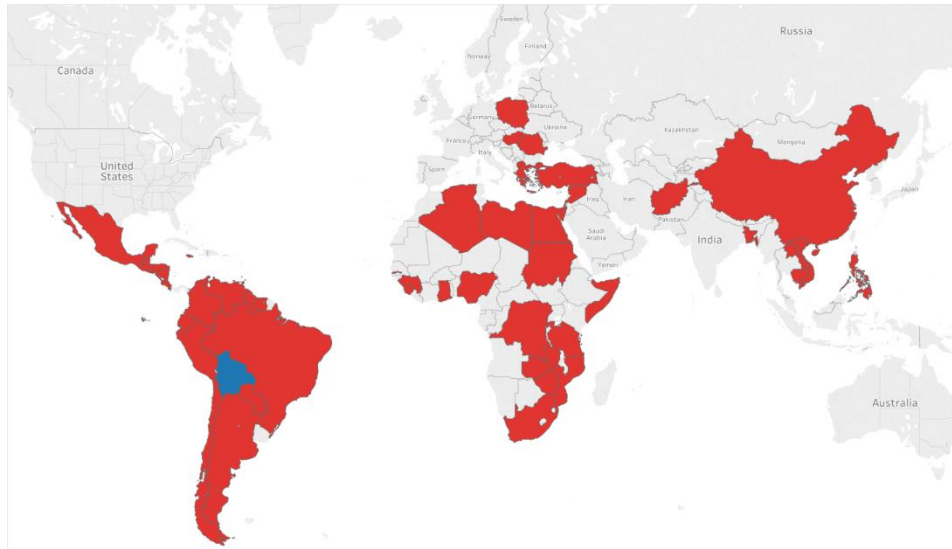 Sweden
Russia
Finland
Norway
Canada
Belarus
Germany
Ukraine
Kazakhstan
France
Mongolia
Italy
United
States
Spain
Japan
Iraq
Iran
Pakistan
Saudi
Arabia
India
Yemen
Australia